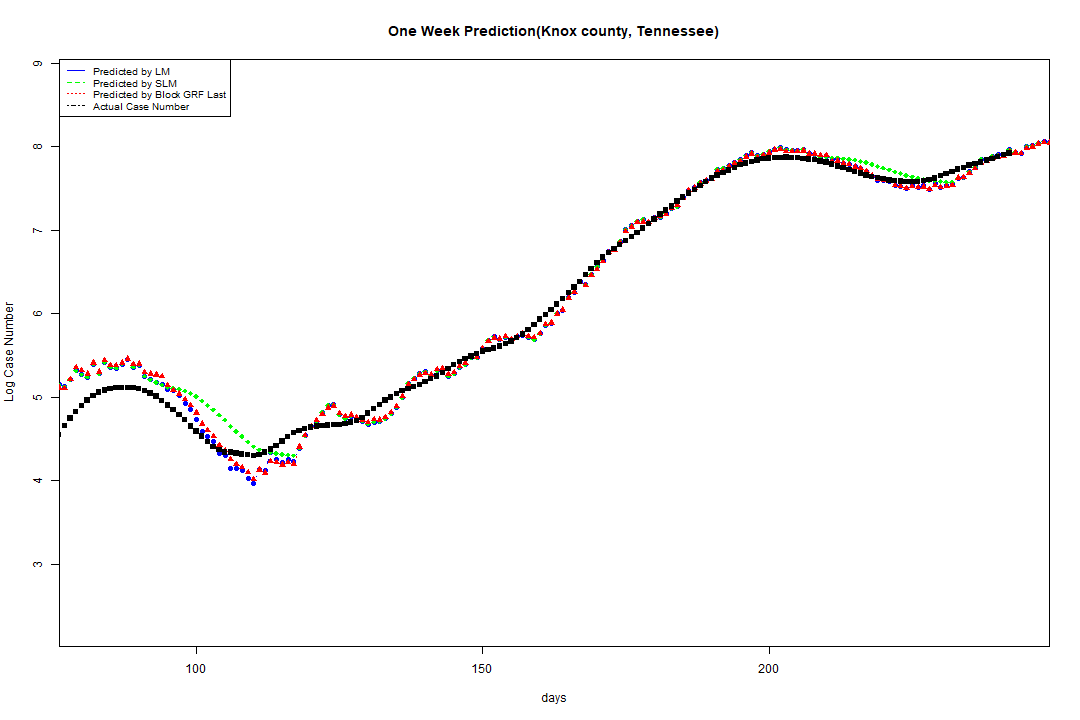 One Week Prediction(Knox county, Tennessee)
Predicted by LM
Predicted by SLM
Predicted by Block GRF Last
Actual Case Number
9
8
7
6
5
4
3
Log Case Number
100 150 200
days